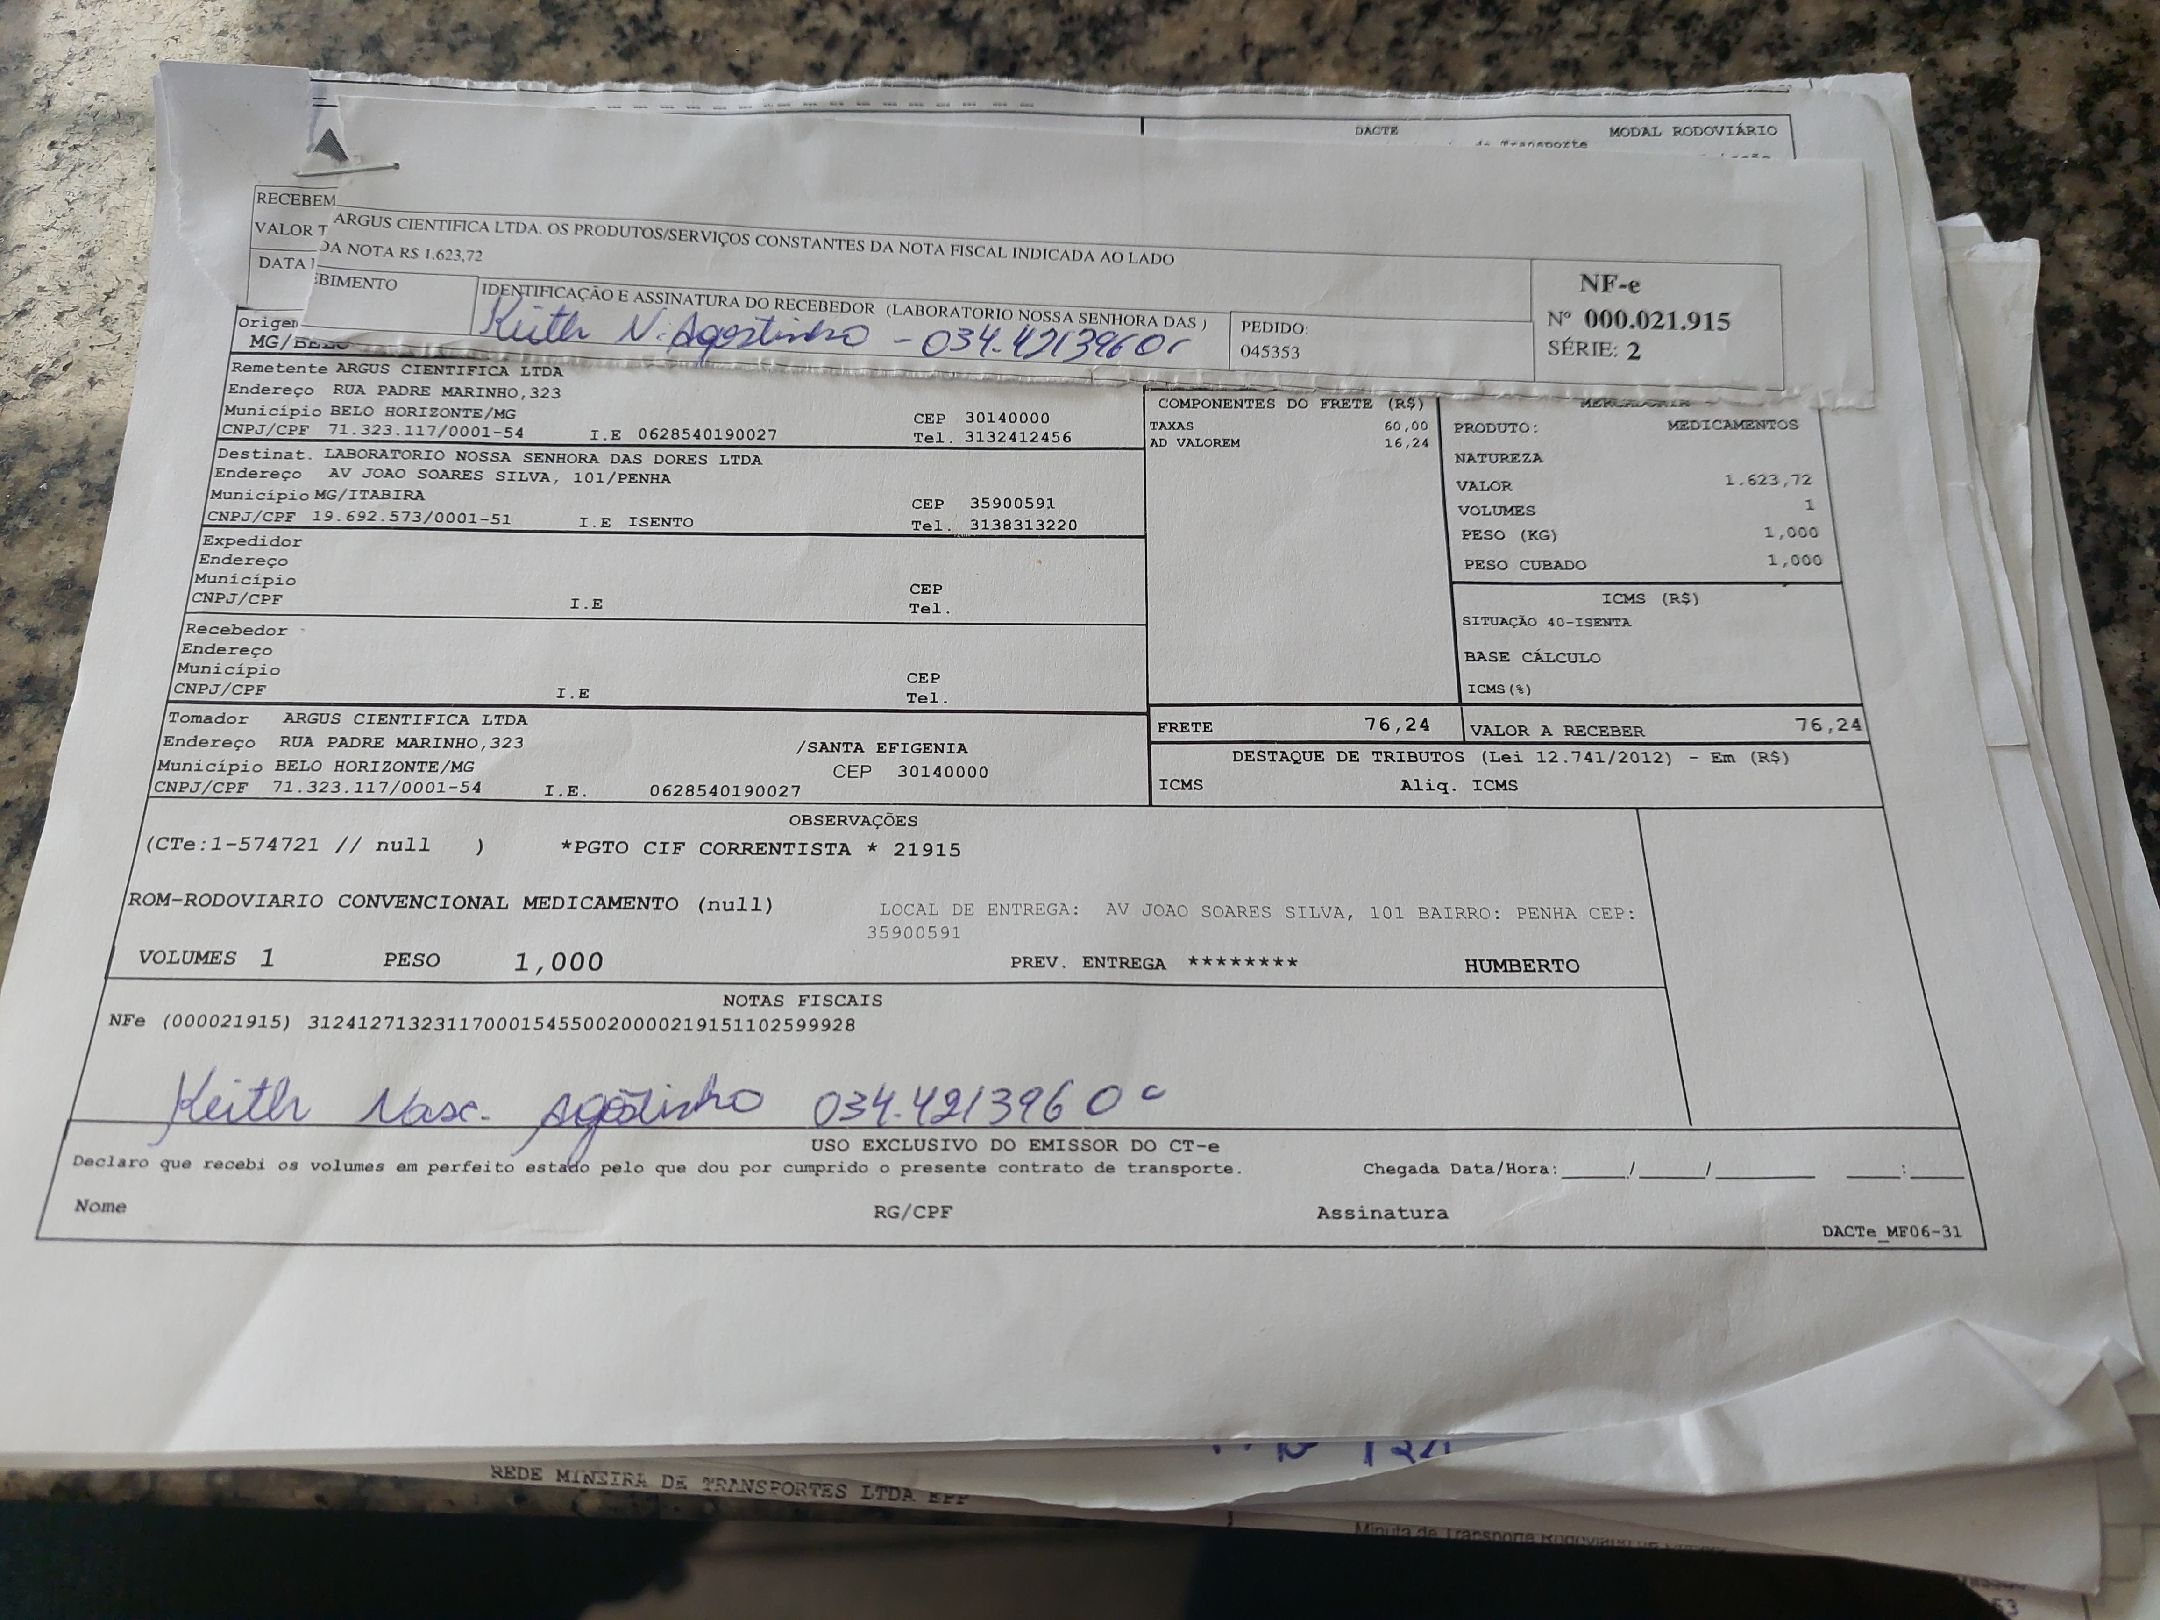 DACTE
MODAL RODOVIÁRIO
de Transporte
RECEBEM
ARGUS CIENTIFICA LTDA. OS PRODUTOS/SERVIÇOS CONSTANTES DA NOTA FISCAL INDICADA AO LADO
VALOR T
DA NOTA R$ 1.623,72
DATA
EBIMENTO
IDENTIFICAÇÃO E ASSINATURA DO RECEBEDOR (LABORATORIO NOSSA SENHORA DAS )
Keith N. Agostinho - 034.4213960
PEDIDO:
045353
NF-e
Nº 000.021.915
SÉRIE: 2
Origem
MG/BELO
Remetente ARGUS CIENTIFICA LTDA
Endereço RUA PADRE MARINHO,323
Município BELO HORIZONTE/MG CEP 30140000
CNPJ/CPF 71.323.117/0001-54 I.E 0628540190027 Tel. 3132412456
Destinat. LABORATORIO NOSSA SENHORA DAS DORES LTDA
Endereço AV JOAO SOARES SILVA, 101/PENHA
Município MG/ITABIRA CEP 35900591
CNPJ/CPF 19.692.573/0001-51 I.E ISENTO Tel. 3138313220
Expedidor
Endereço
Município CEP
CNPJ/CPF I.E Tel.
Recebedor
Endereço
Município CEP
CNPJ/CPF I.E Tel.
Tomador ARGUS CIENTIFICA LTDA
Endereço RUA PADRE MARINHO,323 /SANTA EFIGENIA
Município BELO HORIZONTE/MG CEP 30140000
CNPJ/CPF 71.323.117/0001-54 I.E. 0628540190027
COMPONENTES DO FRETE (R$)
TAXAS 60,00
AD VALOREM 16,24
MERCADORIA
PRODUTO: MEDICAMENTOS
NATUREZA
VALOR 1.623,72
VOLUMES 1
PESO (KG) 1,000
PESO CUBADO 1,000
ICMS (R$)
SITUAÇÃO 40-ISENTA
BASE CÁLCULO
ICMS(%)
FRETE 76,24
VALOR A RECEBER 76,24
DESTAQUE DE TRIBUTOS (Lei 12.741/2012) - Em (R$)
ICMS Aliq. ICMS
OBSERVAÇÕES
(CTe:1-574721 // null ) *PGTO CIF CORRENTISTA * 21915
ROM-RODOVIARIO CONVENCIONAL MEDICAMENTO (null)
LOCAL DE ENTREGA: AV JOAO SOARES SILVA, 101 BAIRRO: PENHA CEP:
35900591
VOLUMES 1 PESO 1,000 PREV. ENTREGA ******** HUMBERTO
NOTAS FISCAIS
NFe (000021915) 31241271323117000154550020000219151102599928
Keith Nasc. Agostinho 034.4213960
USO EXCLUSIVO DO EMISSOR DO CT-e
Declaro que recebi os volumes em perfeito estado pelo que dou por cumprido o presente contrato de transporte.
Chegada Data/Hora: / / :
Nome RG/CPF Assinatura
DACTe_MF06-31
REDE MINEIRA DE TRANSPORTES LTDA EPP
Minuta de Transporte Rodoviário de
53